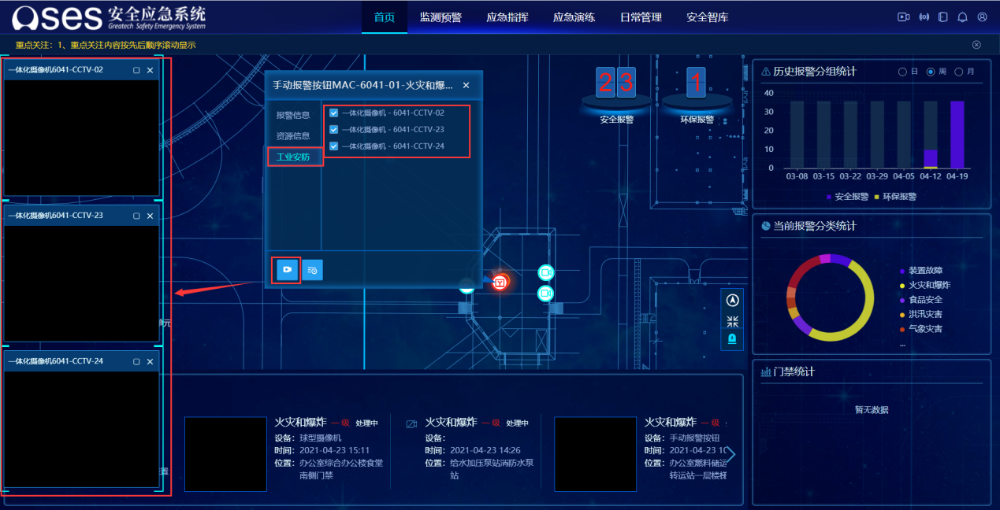 OSES 安全应急系统
Greatech Safety Emergency System
首页 监测预警 应急指挥 应急演练 日常管理 安全智库
重点关注：1、重点关注内容按先后顺序滚动显示
一体化摄像机6041-CCTV-02
一体化摄像机6041-CCTV-23
一体化摄像机6041-CCTV-24
手动报警按钮MAC-6041-01-火灾和爆...
报警信息
资源信息
工业安防
一体化摄像机 - 6041-CCTV-02
一体化摄像机 - 6041-CCTV-23
一体化摄像机 - 6041-CCTV-24
23
安全报警
1
环保报警
单元
置
历史报警分组统计
日 周 月
40
30
20
10
0
03-08 03-15 03-22 03-29 04-05 04-12 04-19
安全报警 环保报警
当前报警分类统计
装置故障
火灾和爆炸
食品安全
洪汛灾害
气象灾害
...
门禁统计
暂无数据
火灾和爆炸 一级 处理中
设备：球型摄像机
时间：2021-04-23 15:11
位置：办公室综合办公楼食堂
南侧门禁
火灾和爆炸 一级 处理中
设备：
时间：2021-04-23 14:26
位置：给水加压泵站消防水泵
站
火灾和爆炸 一级
设备：手动报警按钮
时间：2021-04-23 10
位置：办公室燃料储运
转运站一层楼梯